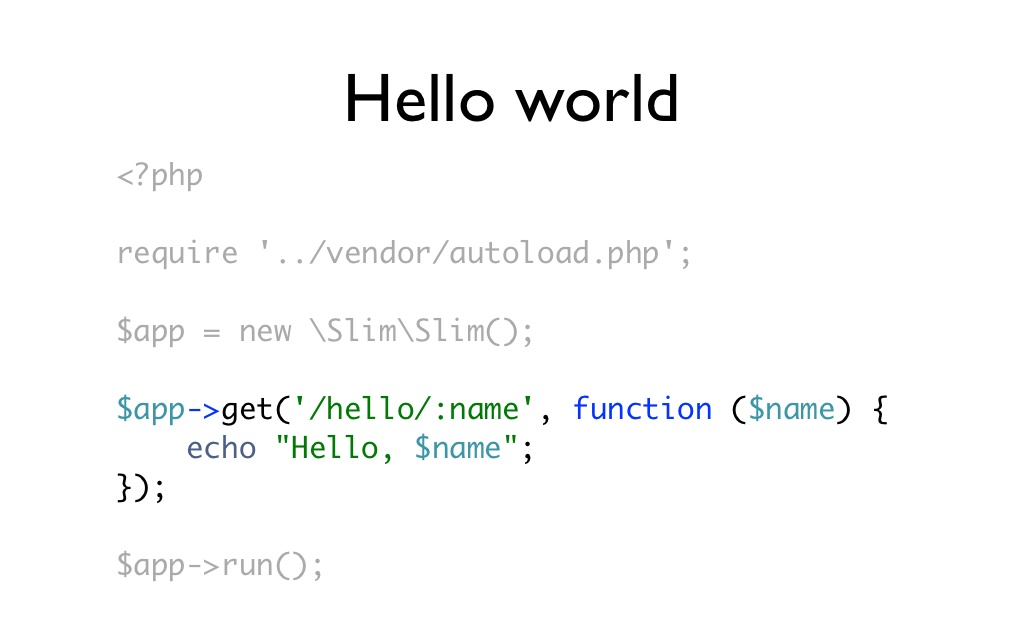 Hello world
<?php
require '../vendor/autoload.php';
$app = new \Slim\Slim();
$app->get('/hello/:name', function ($name) {
    echo "Hello, $name";
});
$app->run();